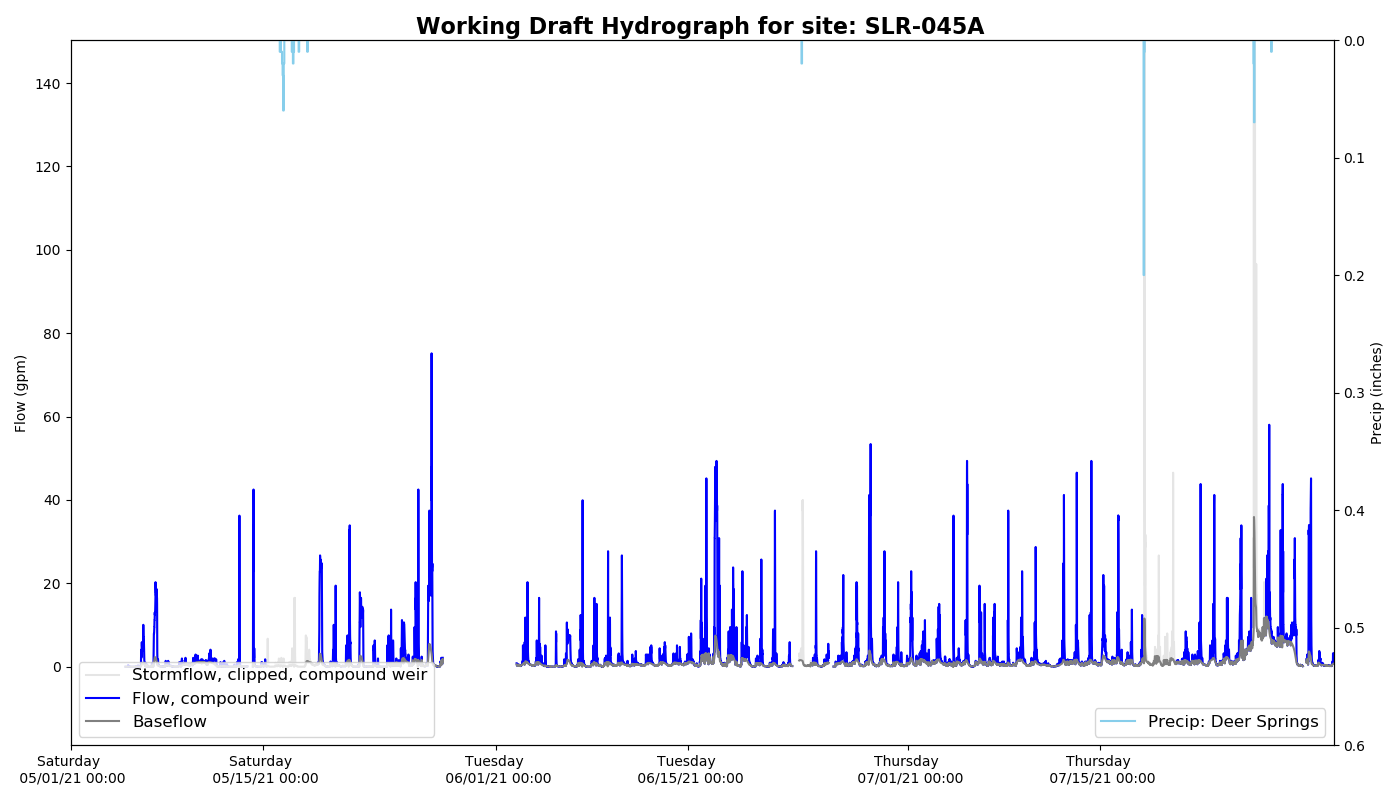 Working Draft Hydrograph for site: SLR-045A
140
120
100
80
60
40
20
0
Flow (gpm)
0.0
0.1
0.2
0.3
0.4
0.5
0.6
Precip (inches)
Stormflow, clipped, compound weir
Flow, compound weir
Baseflow
Precip: Deer Springs
Saturday
05/01/21 00:00
Saturday
05/15/21 00:00
Tuesday
06/01/21 00:00
Tuesday
06/15/21 00:00
Thursday
07/01/21 00:00
Thursday
07/15/21 00:00